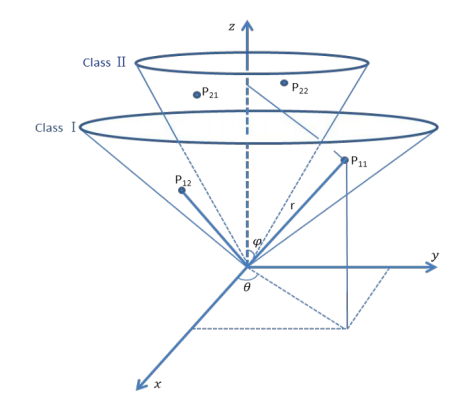 z
Class Ⅱ
P21
P22
Class Ⅰ
P11
P12
r
φ
y
θ
x